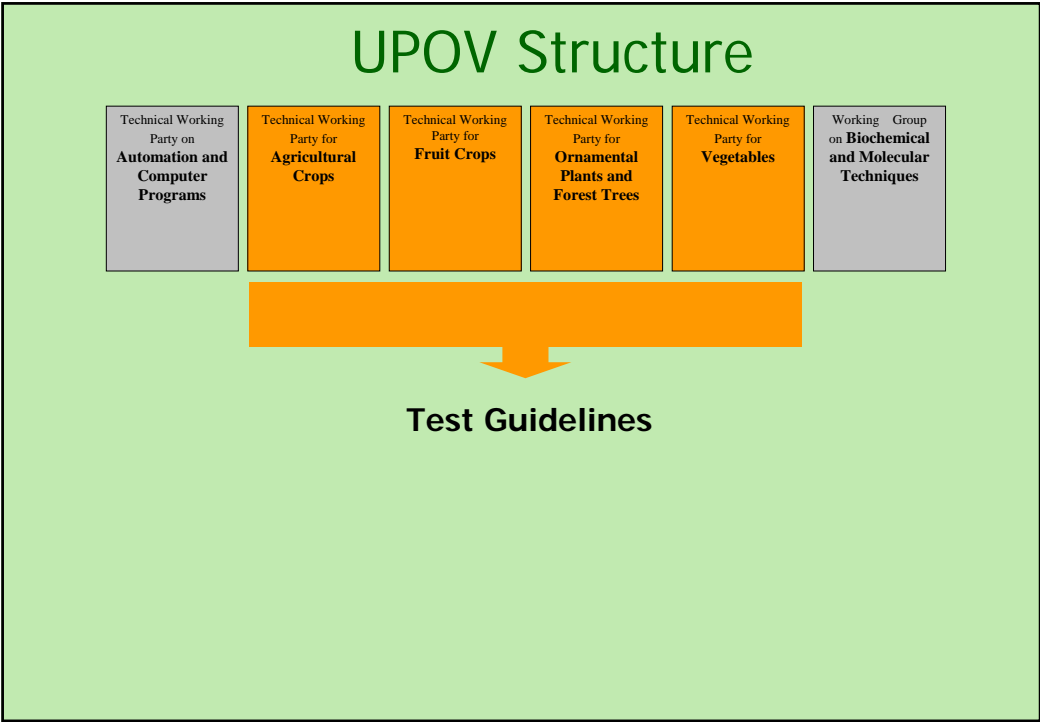 UPOV Structure
Technical Working
Party on
Automation and
Computer
Programs
Technical Working
Party for
Agricultural
Crops
Technical Working
Party for
Fruit Crops
Technical Working
Party for
Ornamental
Plants and
Forest Trees
Technical Working
Party for
Vegetables
Working Group
on Biochemical
and Molecular
Techniques
Test Guidelines